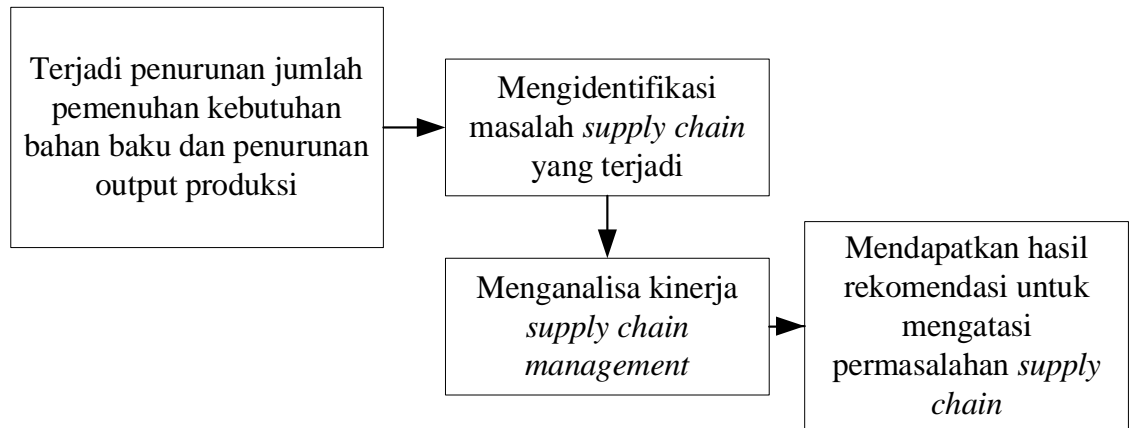 Terjadi penurunan jumlah
pemenuhan kebutuhan
bahan baku dan penurunan
output produksi
Mengidentifikasi
masalah supply chain
yang terjadi
Menganalisa kinerja
supply chain
management
Mendapatkan hasil
rekomendasi untuk
mengatasi
permasalahan supply
chain